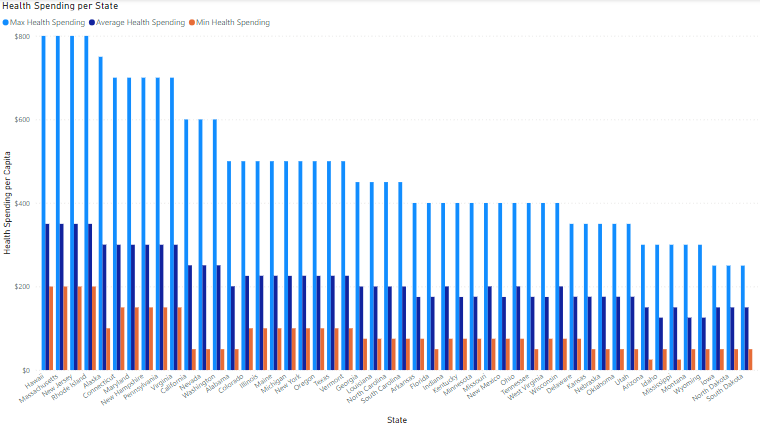 Health Spending per State
Max Health Spending Average Health Spending Min Health Spending
$800
$600
$400
$200
$0
Health Spending per Capita
Hawaii
Massachusetts
New Jersey
Rhode Island
Alaska
Connecticut
Maryland
New Hampshire
Pennsylvania
Virginia
California
Nevada
Washington
Alabama
Colorado
Illinois
Maine
Michigan
New York
Oregon
Texas
Vermont
Georgia
Louisiana
North Carolina
South Carolina
Arkansas
Florida
Indiana
Kentucky
Minnesota
Missouri
New Mexico
Ohio
Tennessee
West Virginia
Wisconsin
Delaware
Kansas
Nebraska
Oklahoma
Utah
Arizona
Idaho
Mississippi
Montana
Wyoming
Iowa
North Dakota
South Dakota
State